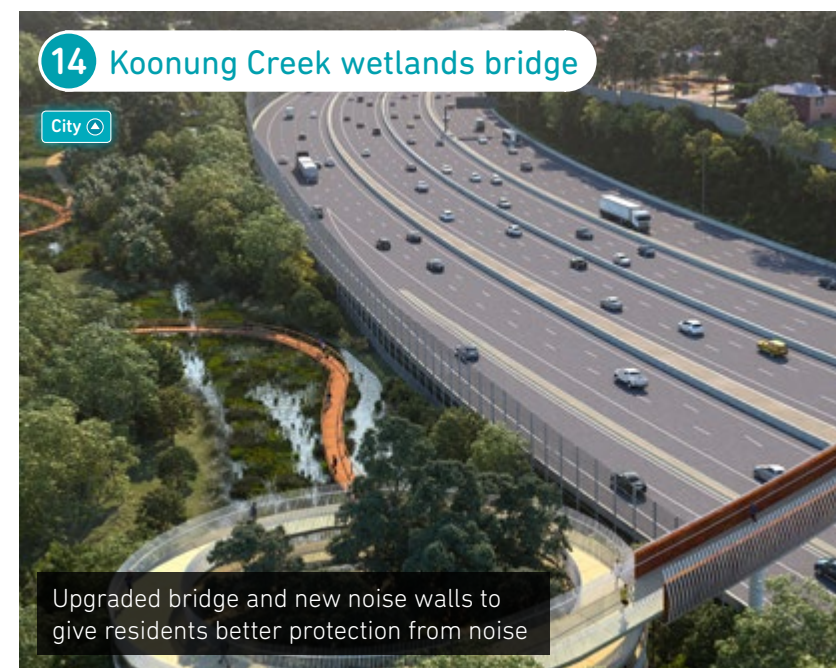 14 Koonung Creek wetlands bridge
City
Upgraded bridge and new noise walls to
give residents better protection from noise